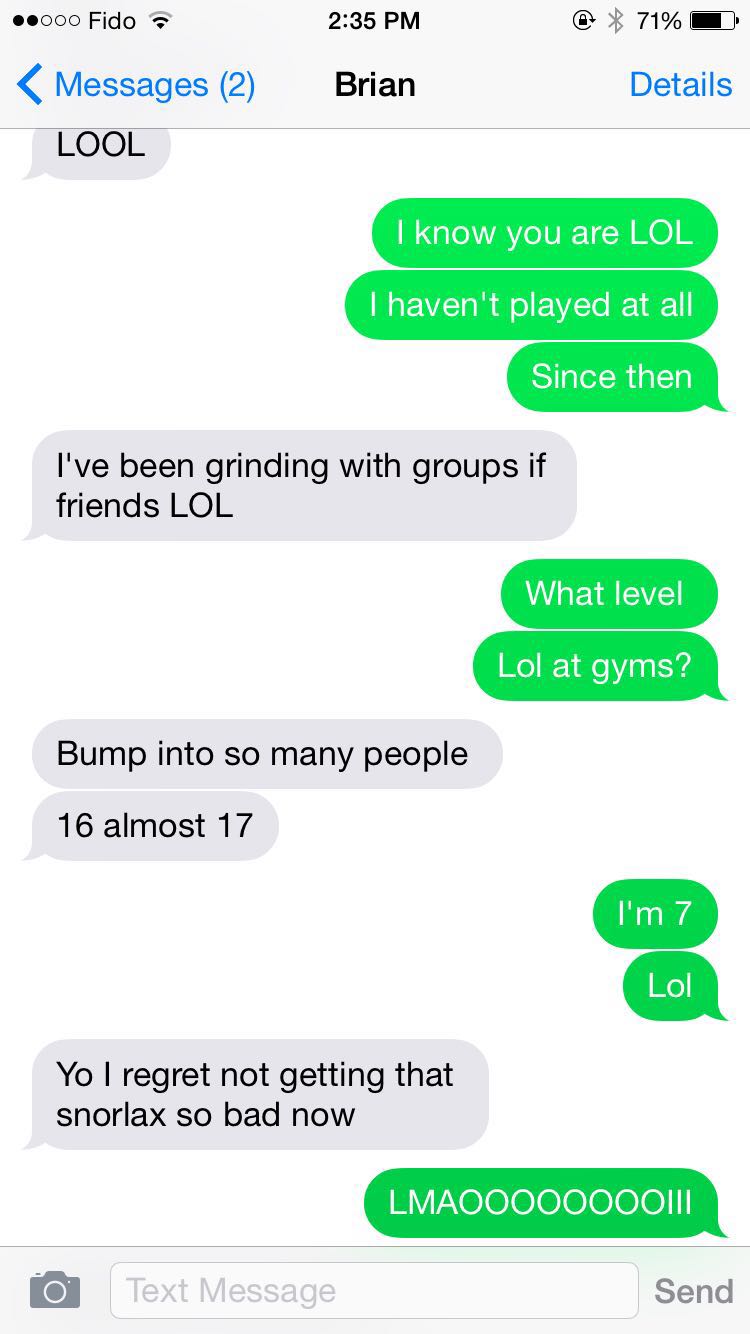 Fido 2:35 PM 71%
Messages (2) Brian Details
LOOL
I know you are LOL
I haven't played at all
Since then
I've been grinding with groups if
friends LOL
What level
Lol at gyms?
Bump into so many people
16 almost 17
I'm 7
Lol
Yo I regret not getting that
snorlax so bad now
LMAOOOOOOOOOIII
Text Message Send